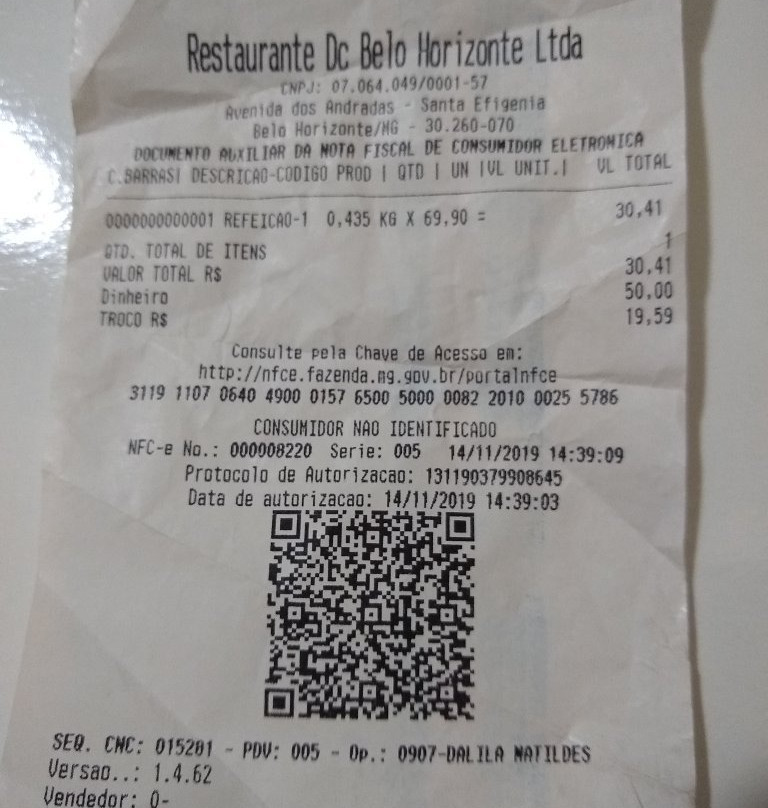 Restaurante Dc Belo Horizonte Ltda
CNPJ: 07.064.049/0001-57
Avenida dos Andradas - Santa Efigenia
Belo Horizonte/MG - 30.260-070
DOCUMENTO AUXILIAR DA NOTA FISCAL DE CONSUMIDOR ELETRONICA
C.BARRAS| DESCRICAO-CODIGO PROD | QTD | UN |VL UNIT.| VL TOTAL
0000000000001 REFEICAO-1 0,435 KG X 69,90 = 30,41
QTD. TOTAL DE ITENS 1
VALOR TOTAL R$ 30,41
Dinheiro 50,00
TROCO R$ 19,59
Consulte pela Chave de Acesso em:
http://nfce.fazenda.mg.gov.br/portalnfce
3119 1107 0640 4900 0157 6500 5000 0082 2010 0025 5786
CONSUMIDOR NAO IDENTIFICADO
NFC-e No.: 000008220 Serie: 005 14/11/2019 14:39:09
Protocolo de Autorizacao: 131190379908645
Data de autorizacao: 14/11/2019 14:39:03
SEQ. CNC: 015281 - PDV: 005 - Op.: 0907-DALILA MATILDES
Versao..: 1.4.62
Vendedor: 0-